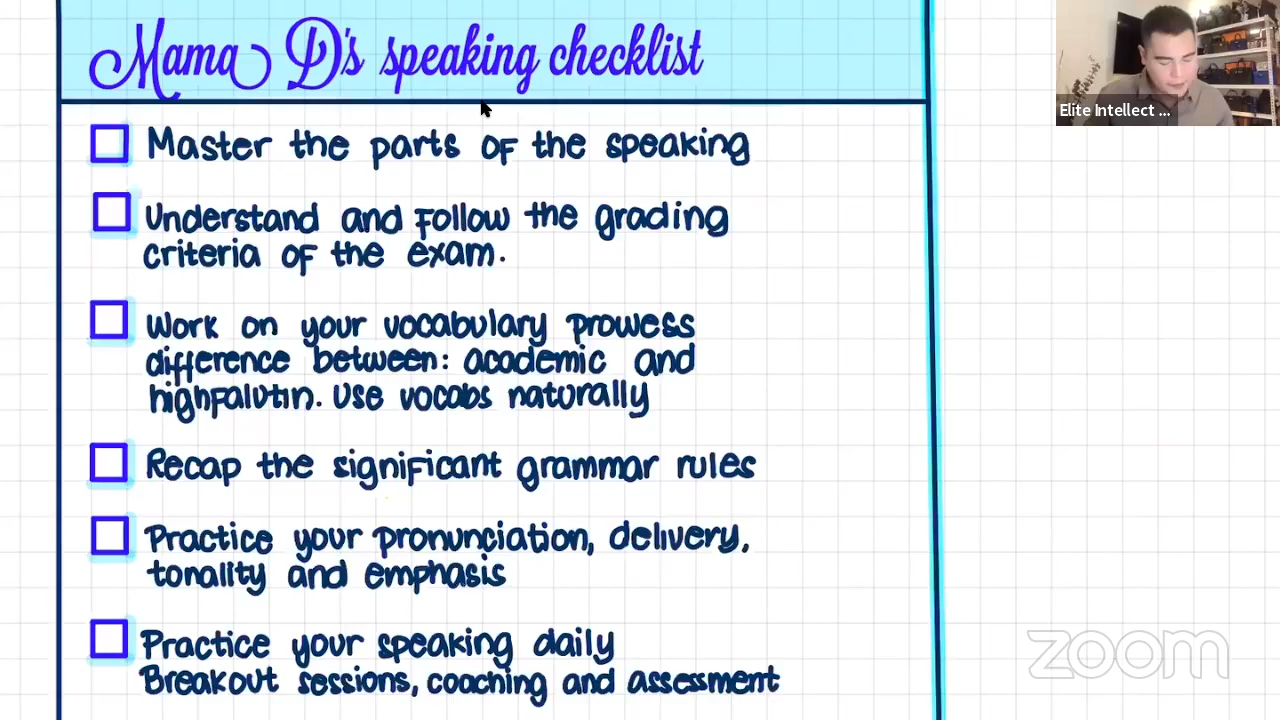 Mama D's speaking checklist
Elite Intellect ...
Master the parts of the speaking
Understand and follow the grading
criteria of the exam.
Work on your vocabulary prowess
difference between: academic and
highfalutin. Use vocabs naturally
Recap the significant grammar rules
Practice your pronunciation, delivery,
tonality and emphasis
Practice your speaking daily
Breakout sessions, coaching and assessment
zoom